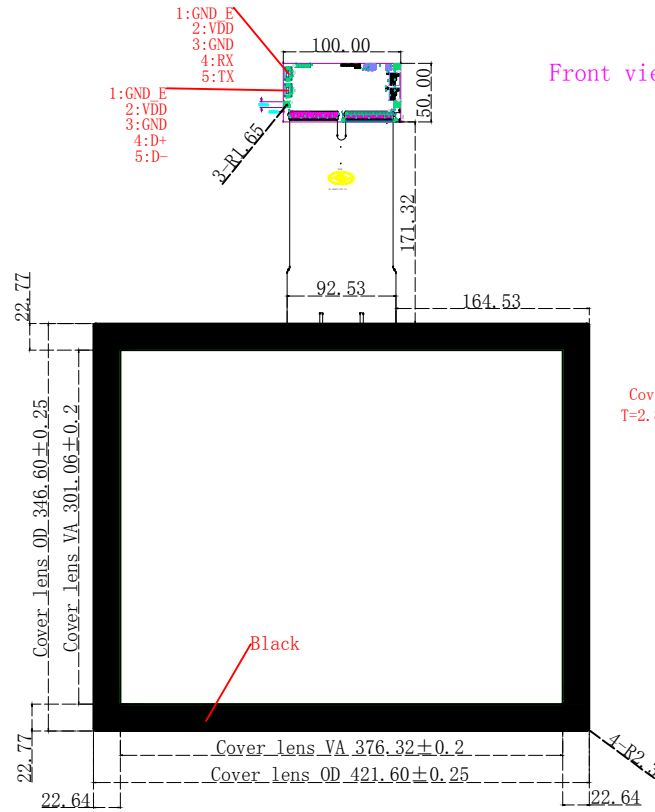 1:GND_E
2:VDD
3:GND
4:RX
5:TX
100.00
50.00
Front vie
1:GND_E
2:VDD
3:GND
4:D+
5:D-
3-R1.65
171.32
92.53
164.53
22.77
Cov
T=2.
Cover lens OD 346.60±0.25
Cover lens VA 301.06±0.2
Black
22.77
Cover lens VA 376.32±0.2
Cover lens OD 421.60±0.25
4-R2.
22.64
22.64